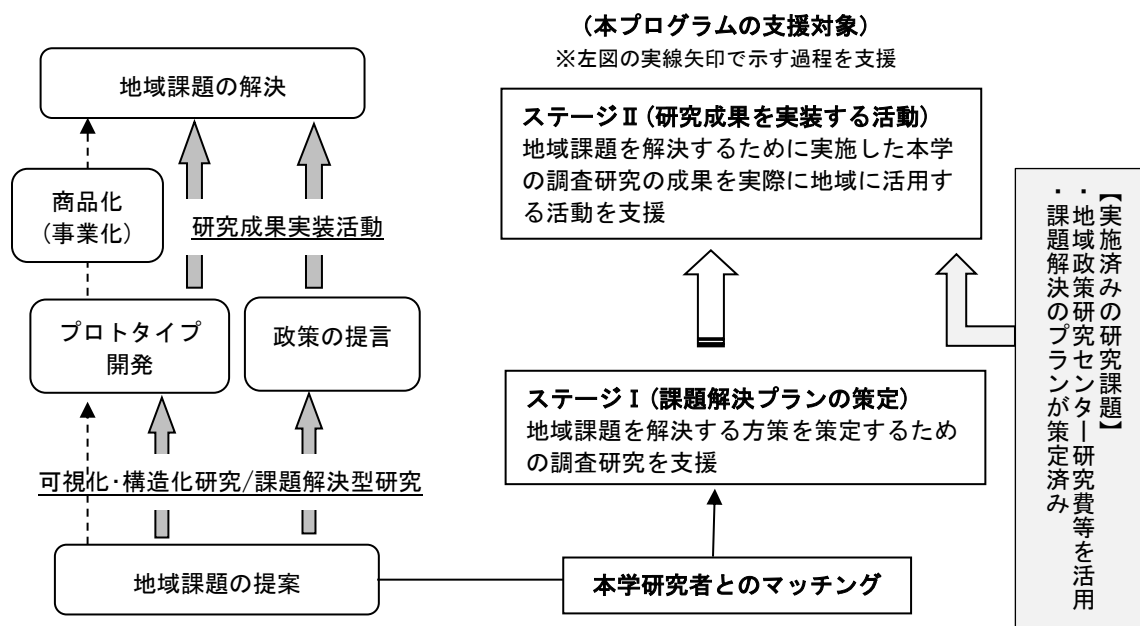 (本プログラムの支援対象)
※左図の実線矢印で示す過程を支援
地域課題の解決
商品化
(事業化)
研究成果実装活動
プロトタイプ
開発
政策の提言
可視化・構造化研究/課題解決型研究
地域課題の提案
ステージⅡ(研究成果を実装する活動)
地域課題を解決するために実施した本学
の調査研究の成果を実際に地域に活用す
る活動を支援
ステージⅠ(課題解決プランの策定)
地域課題を解決する方策を策定するため
の調査研究を支援
本学研究者とのマッチング
【実施済みの研究課題】
・地域政策研究センター研究費等を活用
・課題解決のプランが策定済み